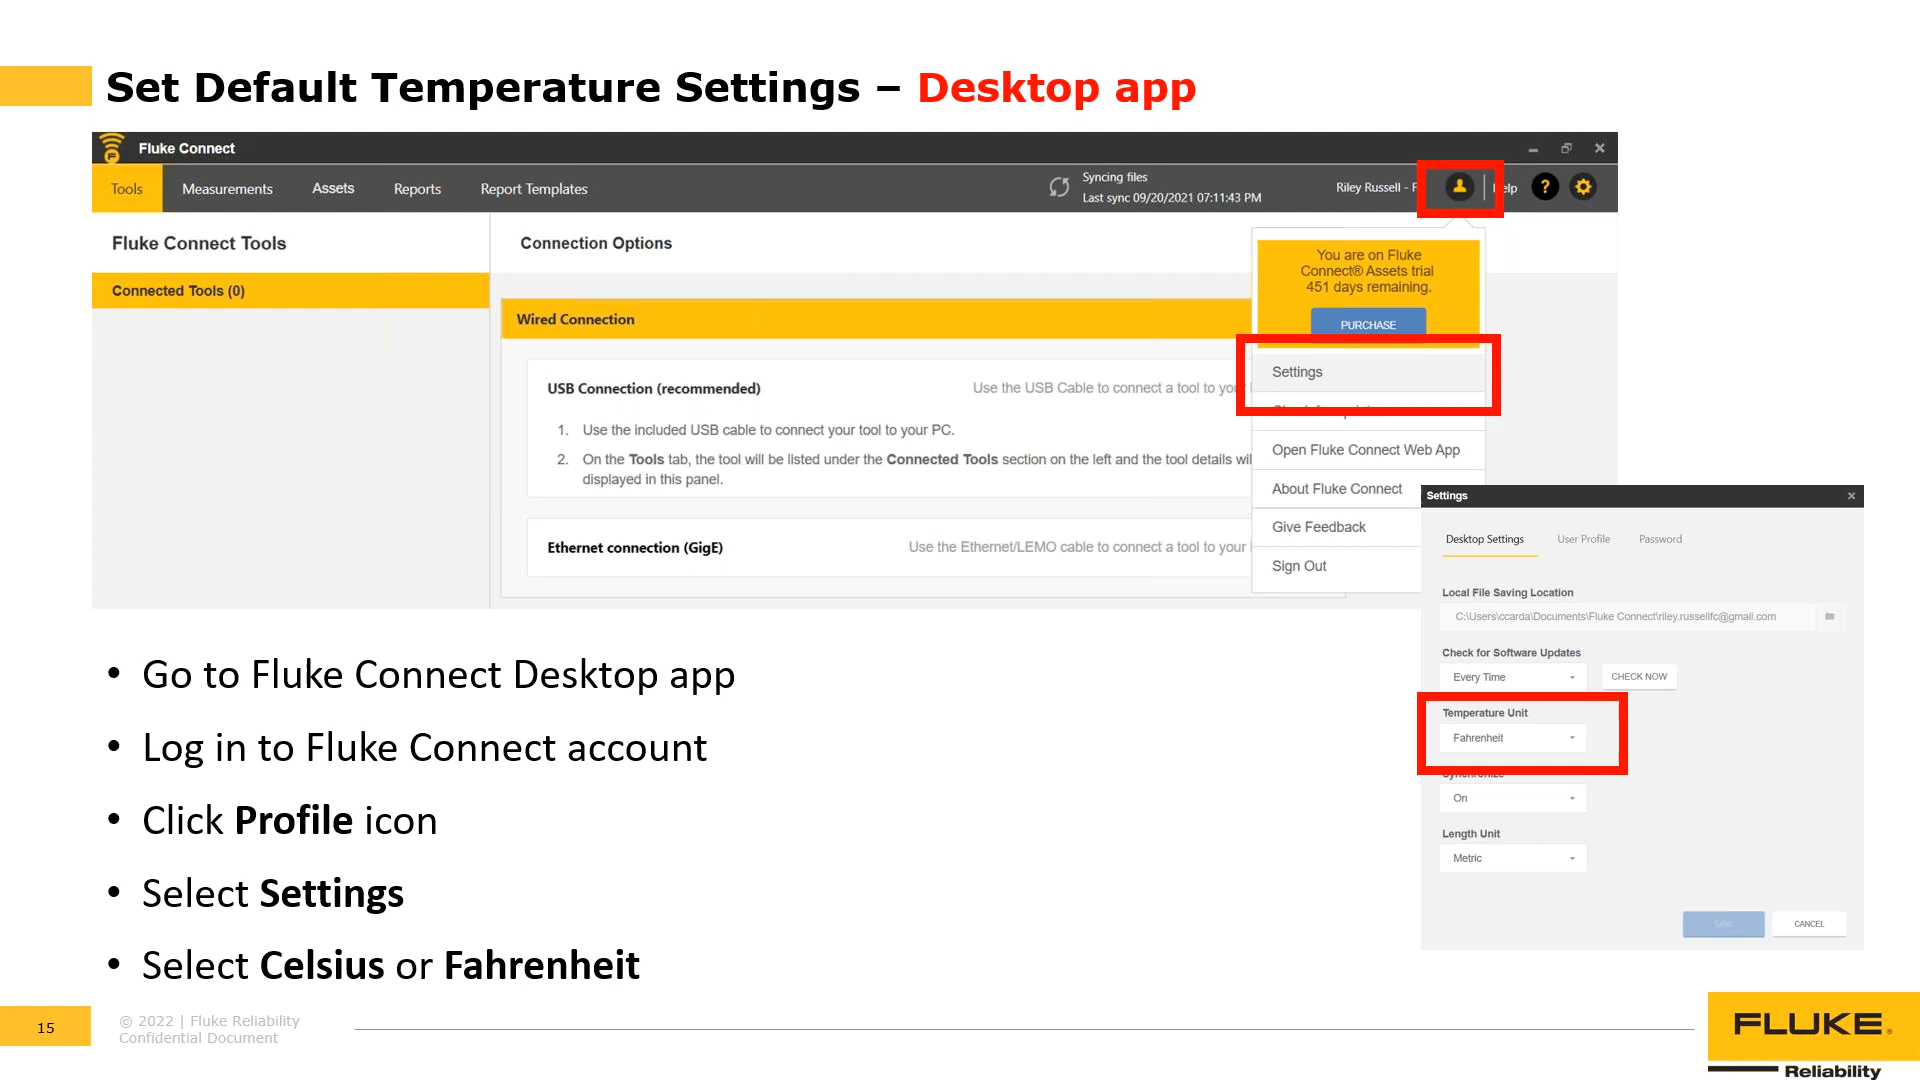 Set Default Temperature Settings – Desktop app
Fluke Connect
Tools
Measurements
Assets
Reports
Report Templates
Syncing files
Last sync 09/20/2021 07:11:43 PM
Riley Russell - F
elp
?
Fluke Connect Tools
Connected Tools (0)
Connection Options
Wired Connection
USB Connection (recommended)
Use the USB Cable to connect a tool to you
1. Use the included USB cable to connect your tool to your PC.
2. On the Tools tab, the tool will be listed under the Connected Tools section on the left and the tool details wil
displayed in this panel.
Ethernet connection (GigE)
Use the Ethernet/LEMO cable to connect a tool to your
You are on Fluke
Connect® Assets trial
451 days remaining.
PURCHASE
Settings
Open Fluke Connect Web App
About Fluke Connect
Give Feedback
Sign Out
Settings
Desktop Settings
User Profile
Password
Local File Saving Location
C:\Users\ccarda\Documents\Fluke Connect\riley.russellfc@gmail.com
Check for Software Updates
Every Time
CHECK NOW
Temperature Unit
Fahrenheit
Synchronize
On
Length Unit
Metric
SAVE
CANCEL
• Go to Fluke Connect Desktop app
• Log in to Fluke Connect account
• Click Profile icon
• Select Settings
• Select Celsius or Fahrenheit
15
© 2022 | Fluke Reliability
Confidential Document
FLUKE®
Reliability